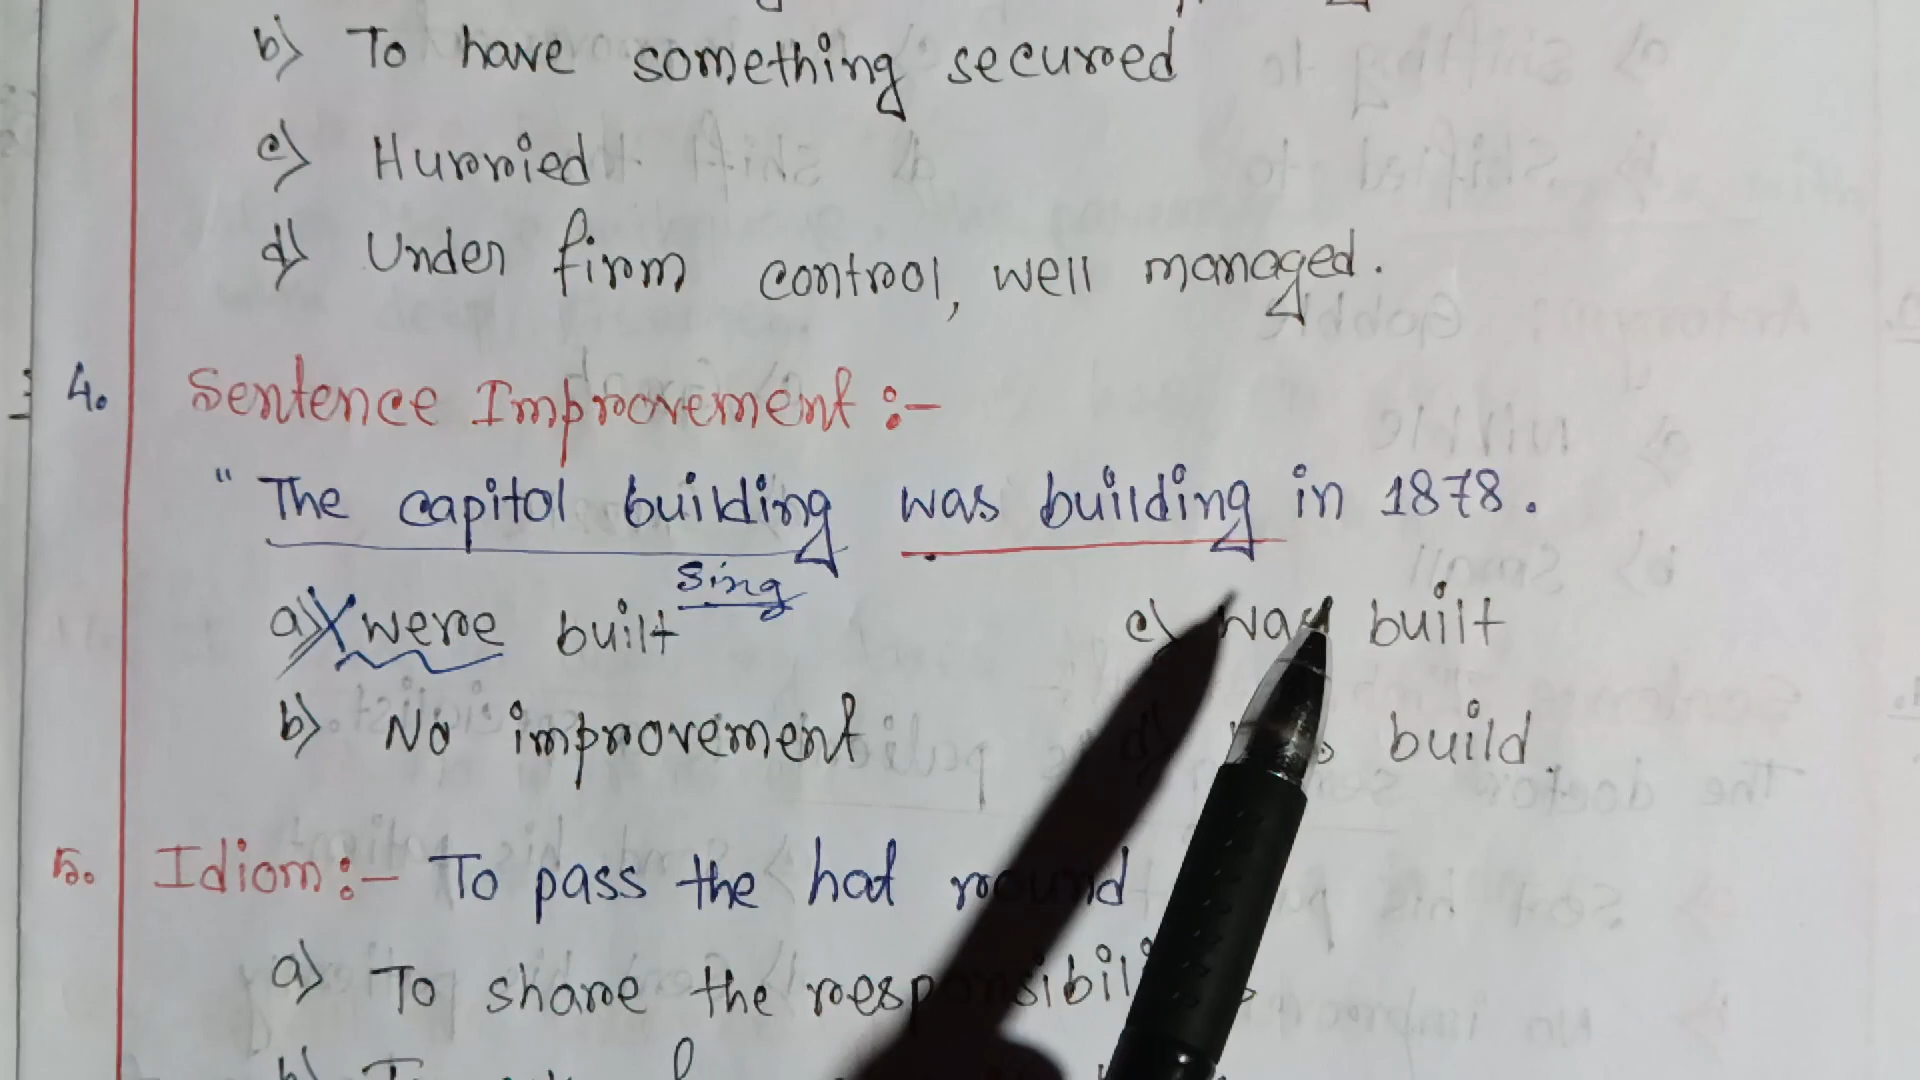 b) To have something secured
c) Hurried
d) Under firm control, well managed.
4. Sentence Improvement :-
"The capitol building was building in 1878.
Sing
a) were built
c) was built
b) No improvement
build.
5. Idiom :- To pass the hat round
a) To share the
b)